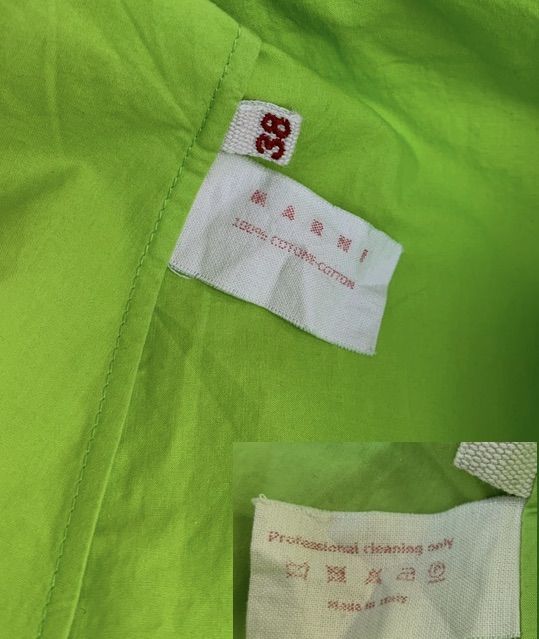 38
MARNI
100% COTONE-COTTON
Professional cleaning only
Made in Italy